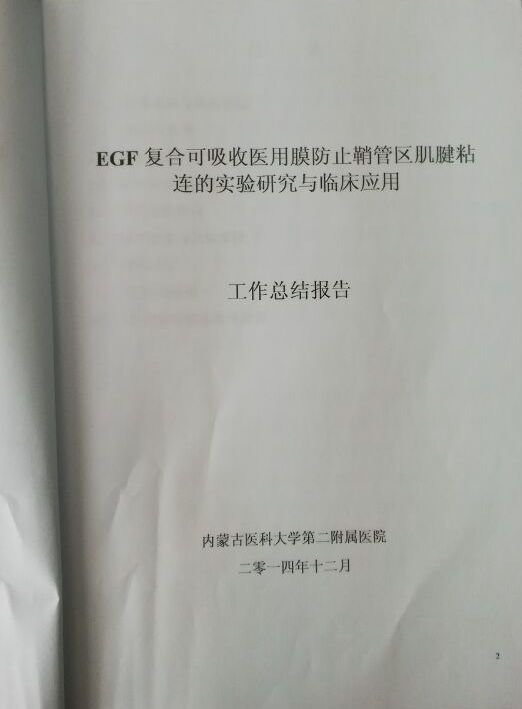 EGF 复合可吸收医用膜防止鞘管区肌腱粘
连的实验研究与临床应用
工作总结报告
内蒙古医科大学第二附属医院
二零一四年十二月
2